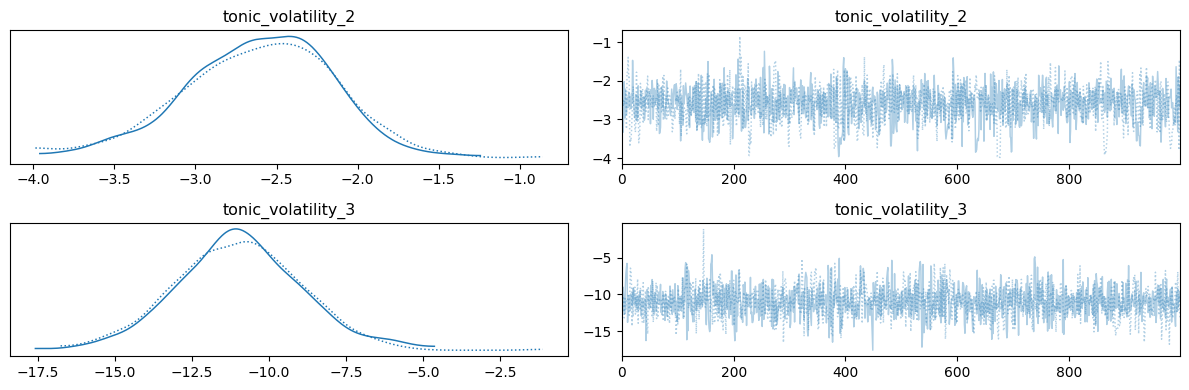 tonic_volatility_2
−4.0 −3.5 −3.0 −2.5 −2.0 −1.5 −1.0
tonic_volatility_2
−1
−2
−3
−4
0 200 400 600 800
tonic_volatility_3
−17.5 −15.0 −12.5 −10.0 −7.5 −5.0 −2.5
tonic_volatility_3
−5
−10
−15
0 200 400 600 800